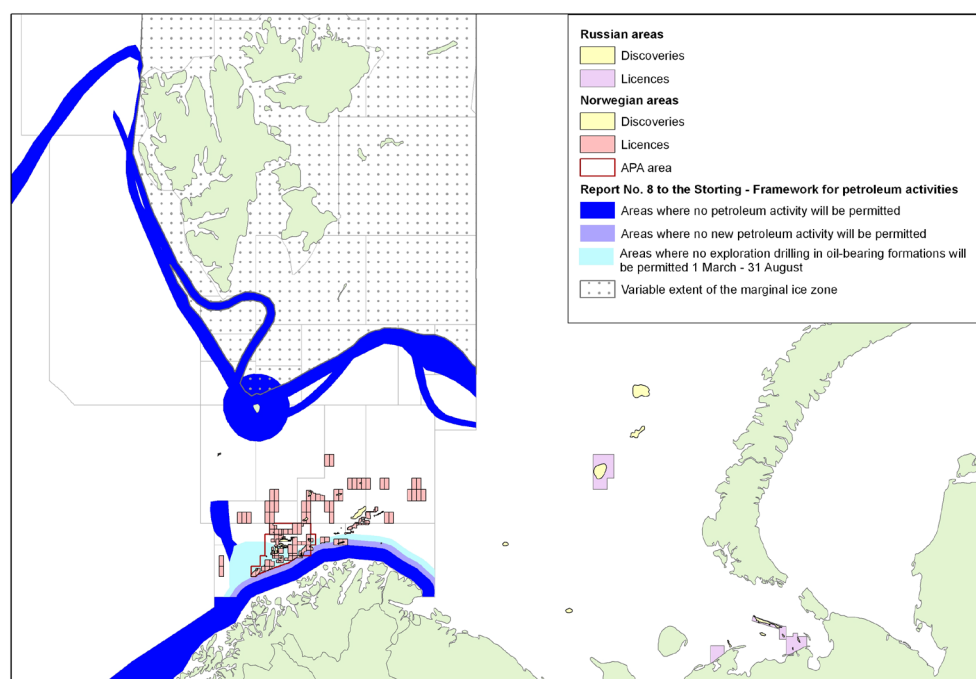 Russian areas
Discoveries
Licences
Norwegian areas
Discoveries
Licences
APA area
Report No. 8 to the Storting - Framework for petroleum activities
Areas where no petroleum activity will be permitted
Areas where no new petroleum activity will be permitted
Areas where no exploration drilling in oil-bearing formations will
be permitted 1 March - 31 August
Variable extent of the marginal ice zone